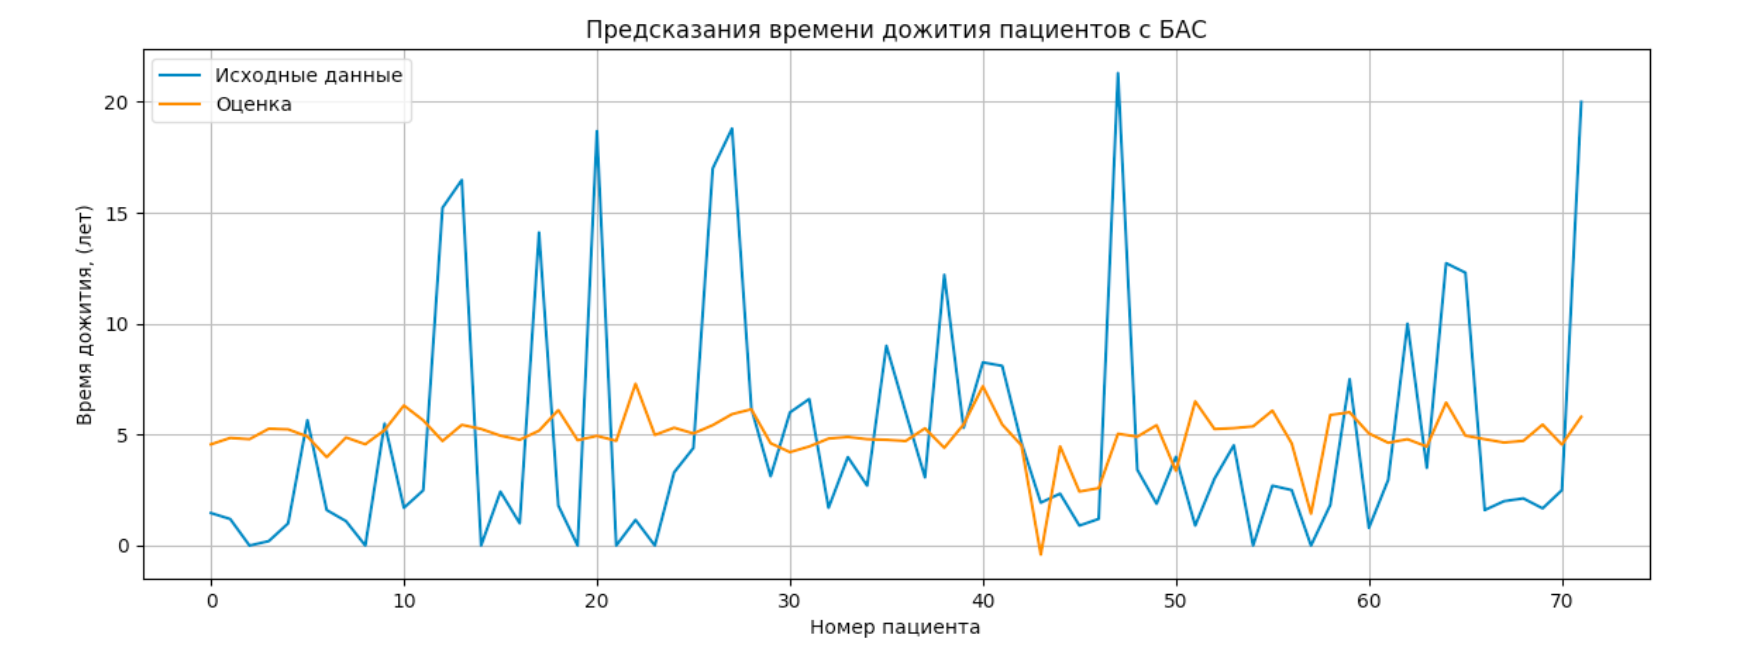 Предсказания времени дожития пациентов с БАС
Исходные данные
Оценка
Время дожития, (лет)
20
15
10
5
0
0 10 20 30 40 50 60 70
Номер пациента